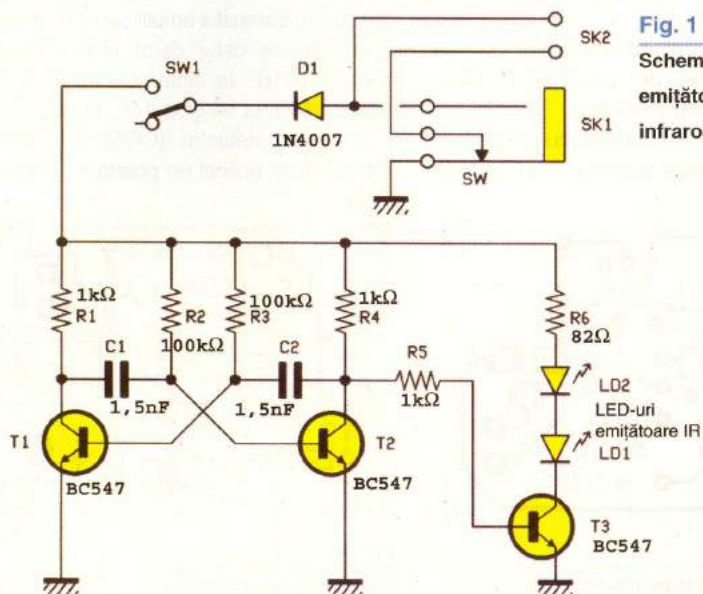 Fig. 1
Schem
emițăto
infraro
SW1
D1
1N4007
SK2
SK1
SW
1kΩ
R1
R2
100kΩ
100kΩ
R3
1kΩ
R4
C1
1,5nF
C2
1,5nF
R5
1kΩ
R6
82Ω
LD2
LED-uri
emițătoare IR
LD1
T1
BC547
T2
BC547
T3
BC547